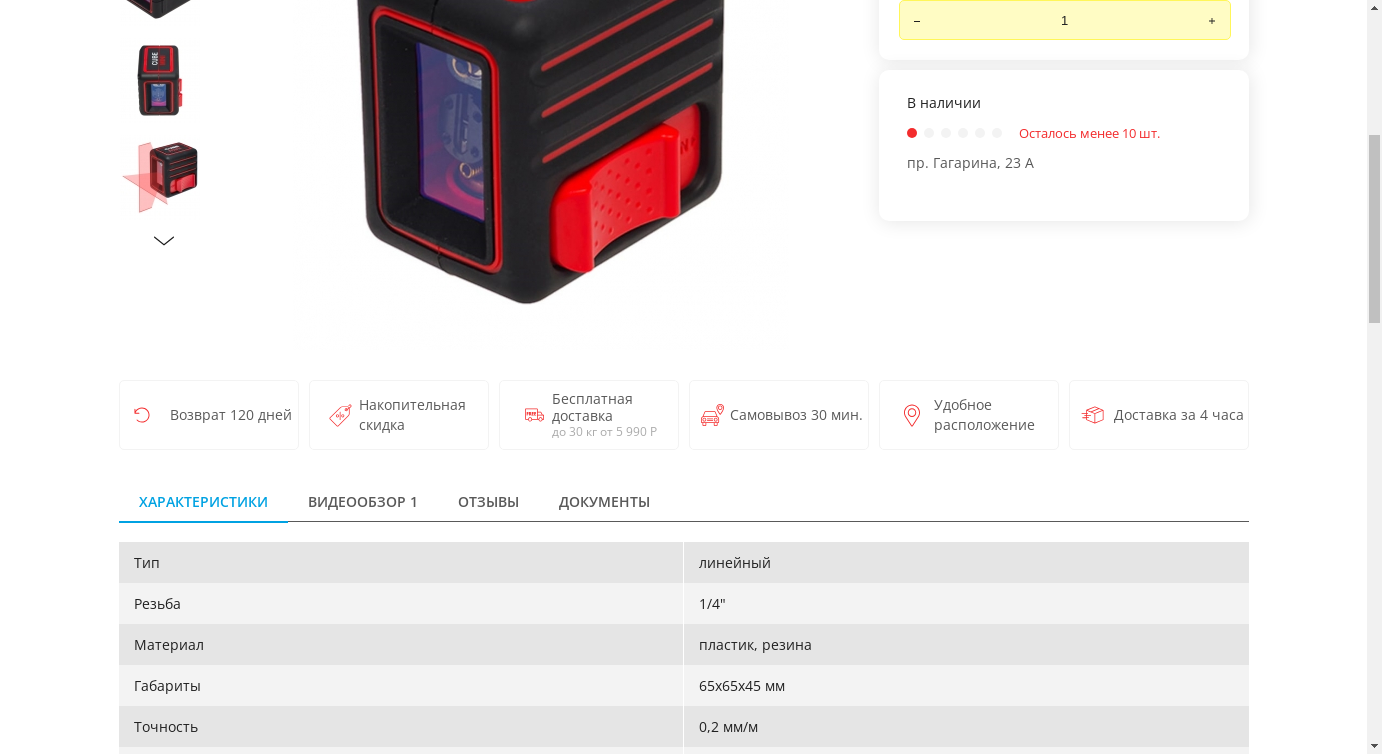 −
1
+
CUBE
В наличии
Осталось менее 10 шт.
пр. Гагарина, 23 А
Возврат 120 дней
Накопительная
скидка
Бесплатная
доставка
до 30 кг от 5 990 Р
Самовывоз 30 мин.
Удобное
расположение
Доставка за 4 часа
ХАРАКТЕРИСТИКИ
ВИДЕООБЗОР 1
ОТЗЫВЫ
ДОКУМЕНТЫ
Тип
линейный
Резьба
1/4"
Материал
пластик, резина
Габариты
65x65x45 мм
Точность
0,2 мм/м